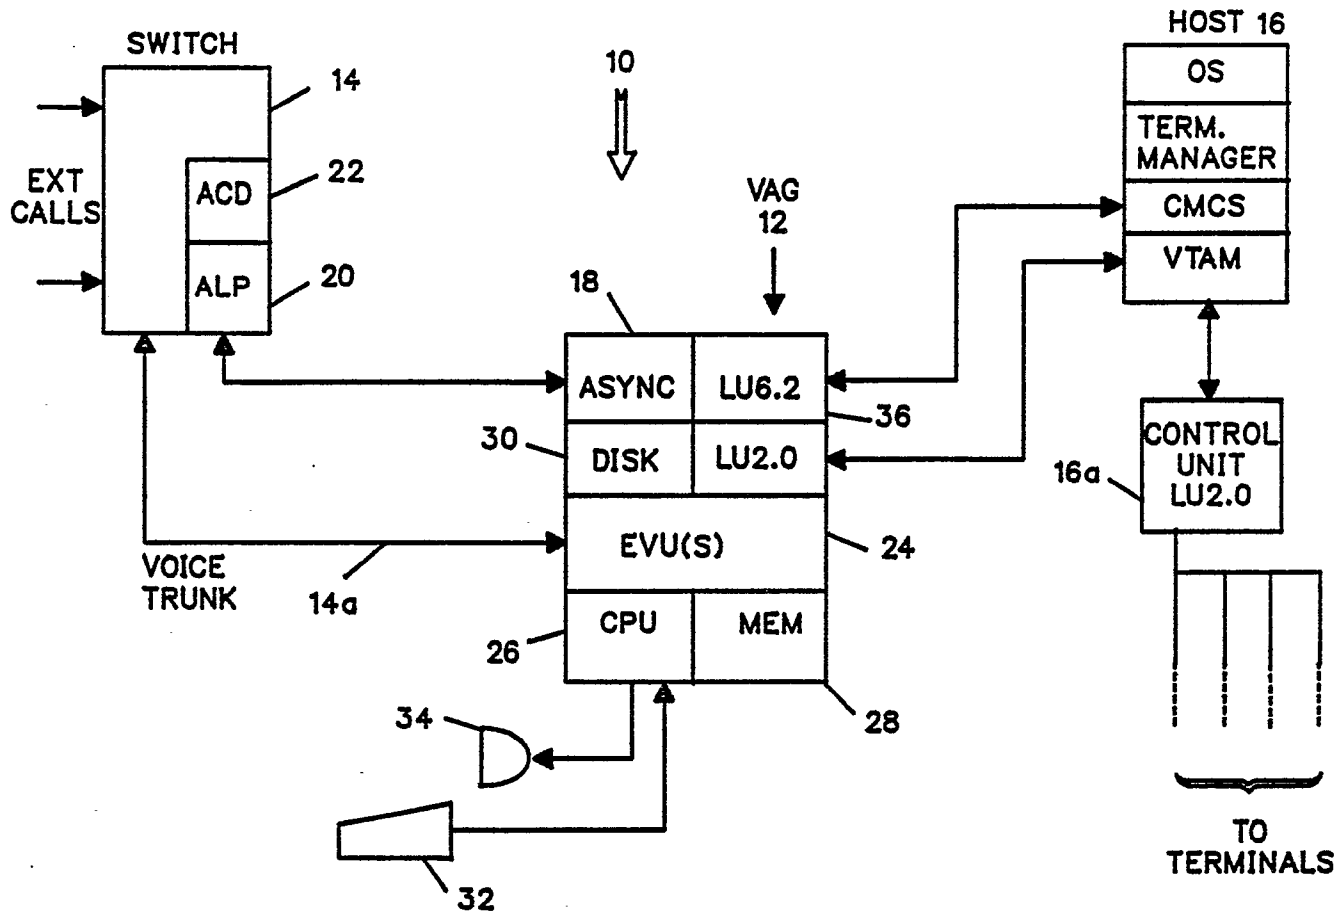 HOST 16
SWITCH
10
14
OS
TERM.
MANAGER
22
ACD
EXT
CALLS
VAG
12
CMCS
VTAM
20
ALP
18
ASYNC
LU6.2
36
30
DISK
LU2.0
CONTROL
UNIT
LU2.0
16a
EVU(S)
24
VOICE
TRUNK
14a
CPU
MEM
26
28
34
32
TO
TERMINALS